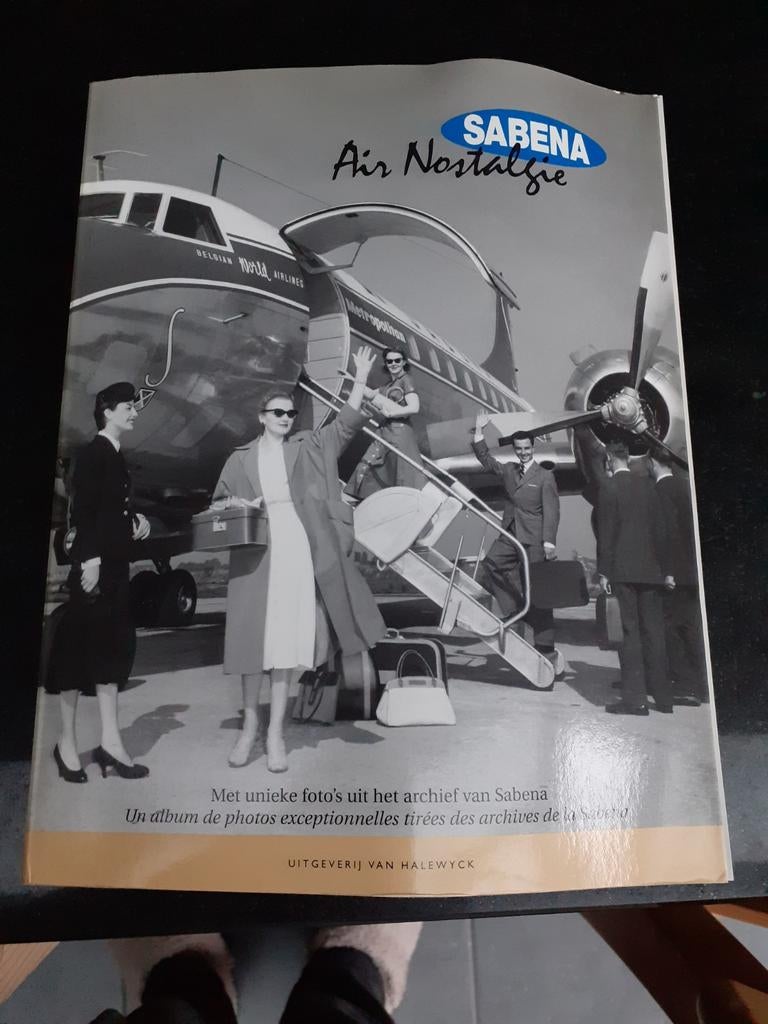 SABENA
Air Nostalgie
BELGIAN World AIRLINES
Metropolitan
Met unieke foto's uit het archief van Sabena
Un album de photos exceptionnelles tirées des archives de la Sabena
UITGEVERIJ VAN HALEWYCK